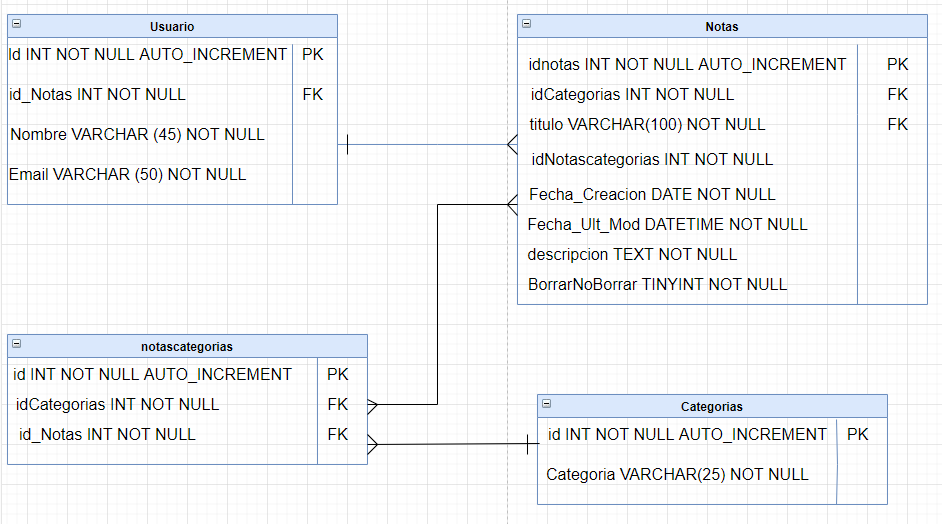 Usuario
Id INT NOT NULL AUTO_INCREMENT PK
id_Notas INT NOT NULL FK
Nombre VARCHAR (45) NOT NULL
Email VARCHAR (50) NOT NULL
Notas
idnotas INT NOT NULL AUTO_INCREMENT PK
idCategorias INT NOT NULL FK
titulo VARCHAR(100) NOT NULL FK
idNotascategorias INT NOT NULL
Fecha_Creacion DATE NOT NULL
Fecha_Ult_Mod DATETIME NOT NULL
descripcion TEXT NOT NULL
BorrarNoBorrar TINYINT NOT NULL
notascategorias
id INT NOT NULL AUTO_INCREMENT PK
idCategorias INT NOT NULL FK
id_Notas INT NOT NULL FK
Categorias
id INT NOT NULL AUTO_INCREMENT PK
Categoria VARCHAR(25) NOT NULL